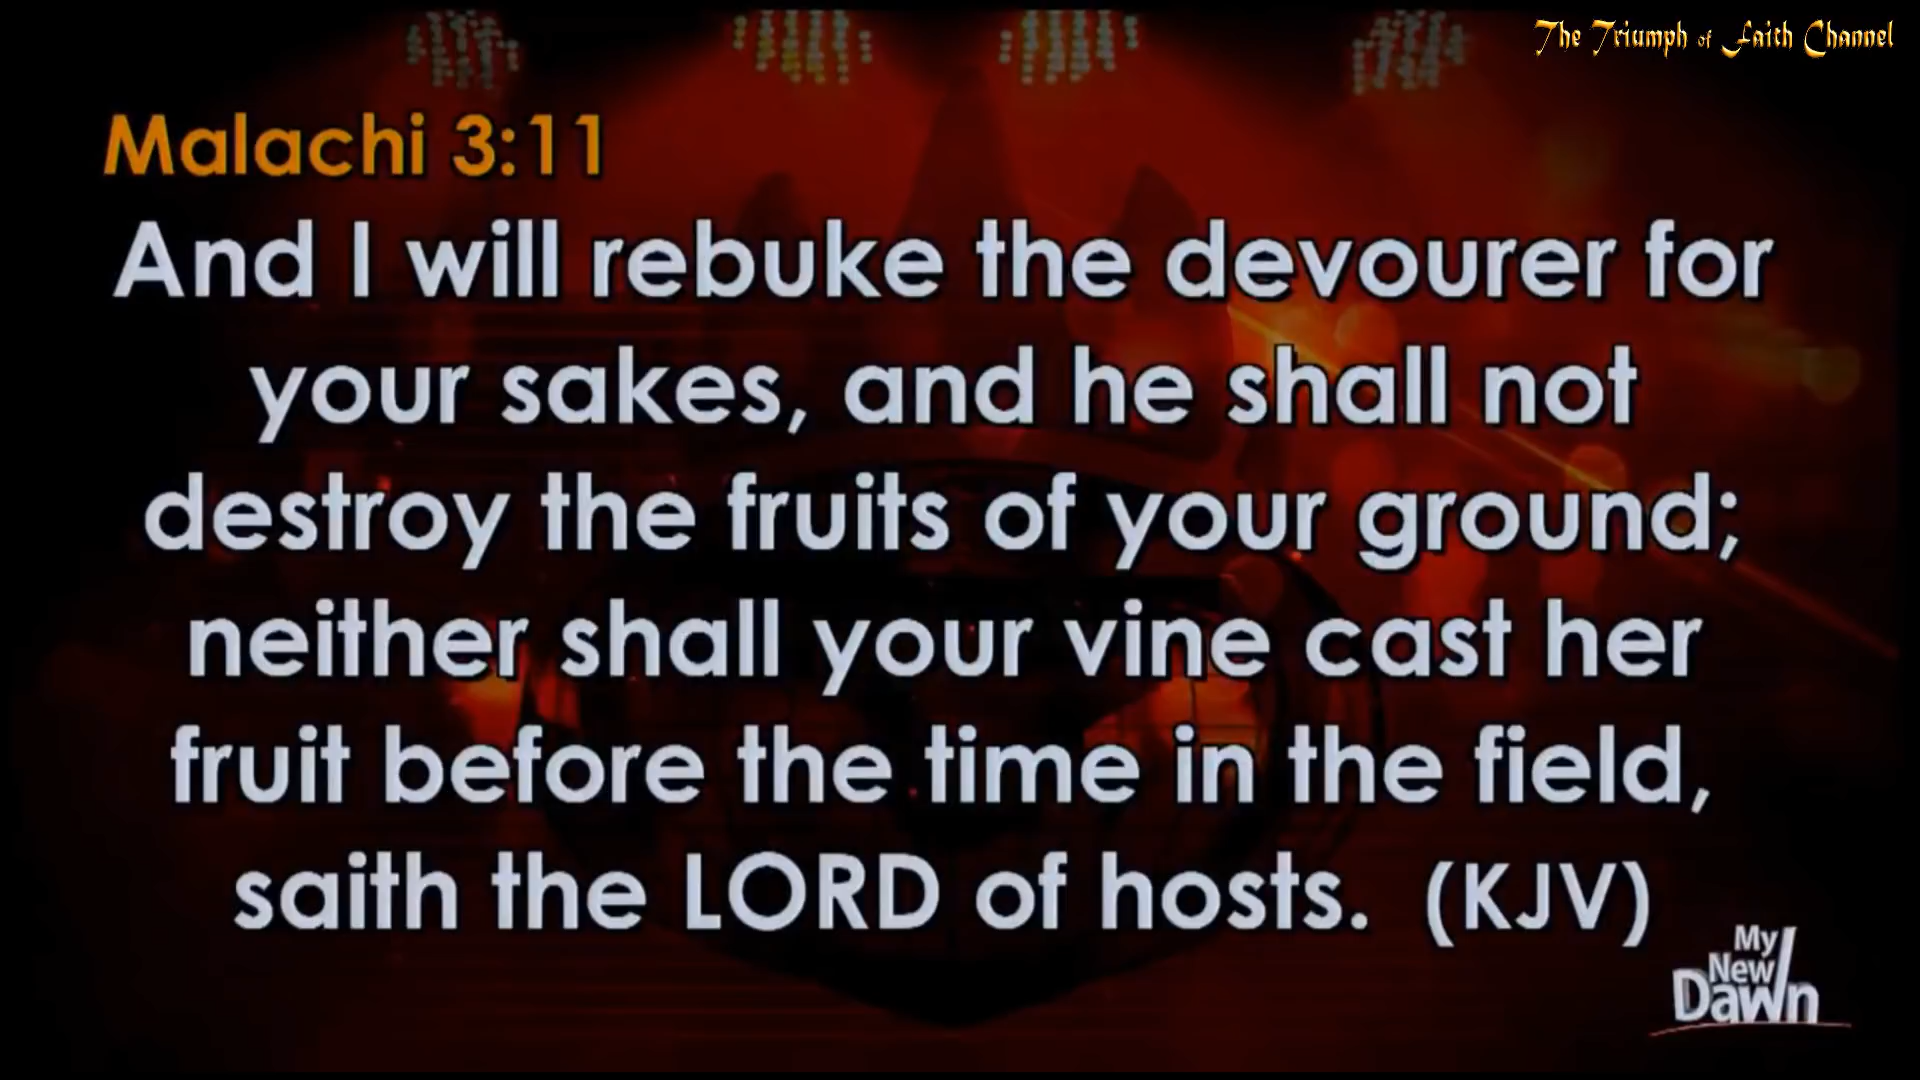 The Triumph of Faith Channel
Malachi 3:11
And I will rebuke the devourer for
your sakes, and he shall not
destroy the fruits of your ground;
neither shall your vine cast her
fruit before the time in the field,
saith the LORD of hosts. (KJV)
My
New
Dawn